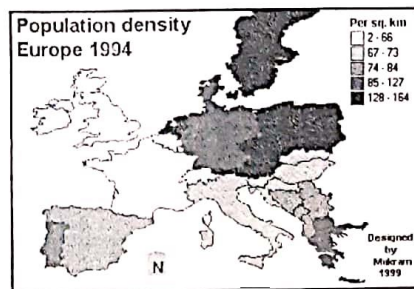 Population density
Europe 1994
Per sq. km
2 - 66
67 - 73
74 - 84
85 - 127
128 - 164
N
Designed
by
Mukram
1999